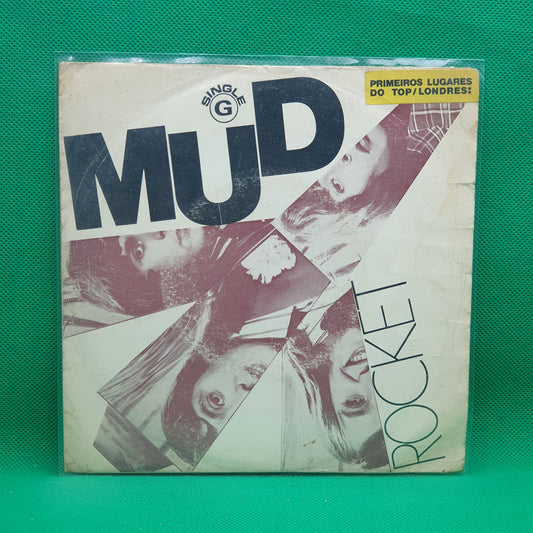 SINGLE
G
MUD
PRIMEIROS LUGARES
DO TOP/LONDRES
ROCKET